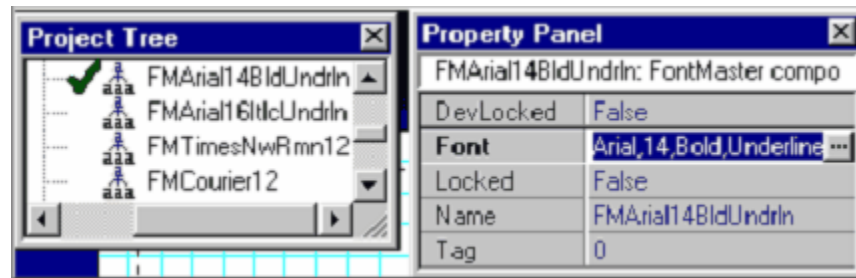 Project Tree
FMArial14BldUndrln
FMArial16ItlcUndrln
FMTimesNwRmn12
FMCourier12
Property Panel
FMArial14BldUndrln: FontMaster compo
DevLocked False
Font Arial,14,Bold,Underline ...
Locked False
Name FMArial14BldUndrln
Tag 0